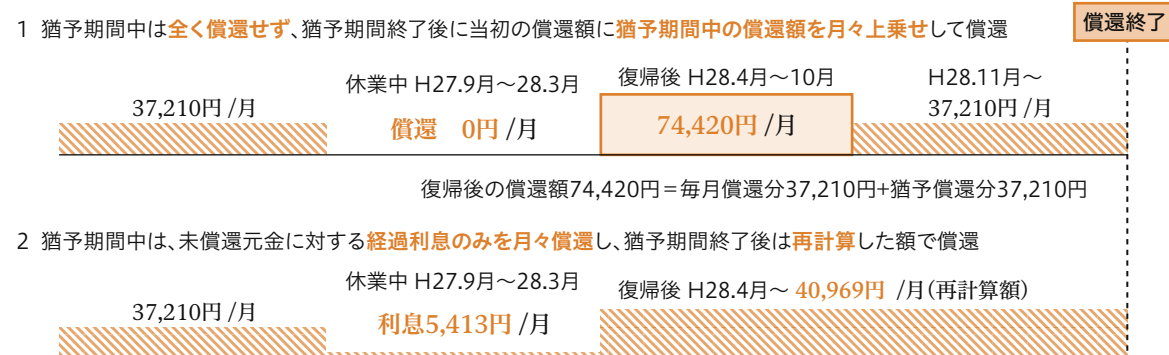 償還終了
1 猶予期間中は全く償還せず、猶予期間終了後に当初の償還額に猶予期間中の償還額を月々上乗せして償還
37,210円 /月
休業中 H27.9月～28.3月
償還　0円 /月
復帰後 H28.4月～10月
74,420円 /月
H28.11月～
37,210円 /月
復帰後の償還額74,420円＝毎月償還分37,210円+猶予償還分37,210円
2 猶予期間中は、未償還元金に対する経過利息のみを月々償還し、猶予期間終了後は再計算した額で償還
37,210円 /月
休業中 H27.9月～28.3月
利息5,413円 /月
復帰後 H28.4月～ 40,969円 /月(再計算額)